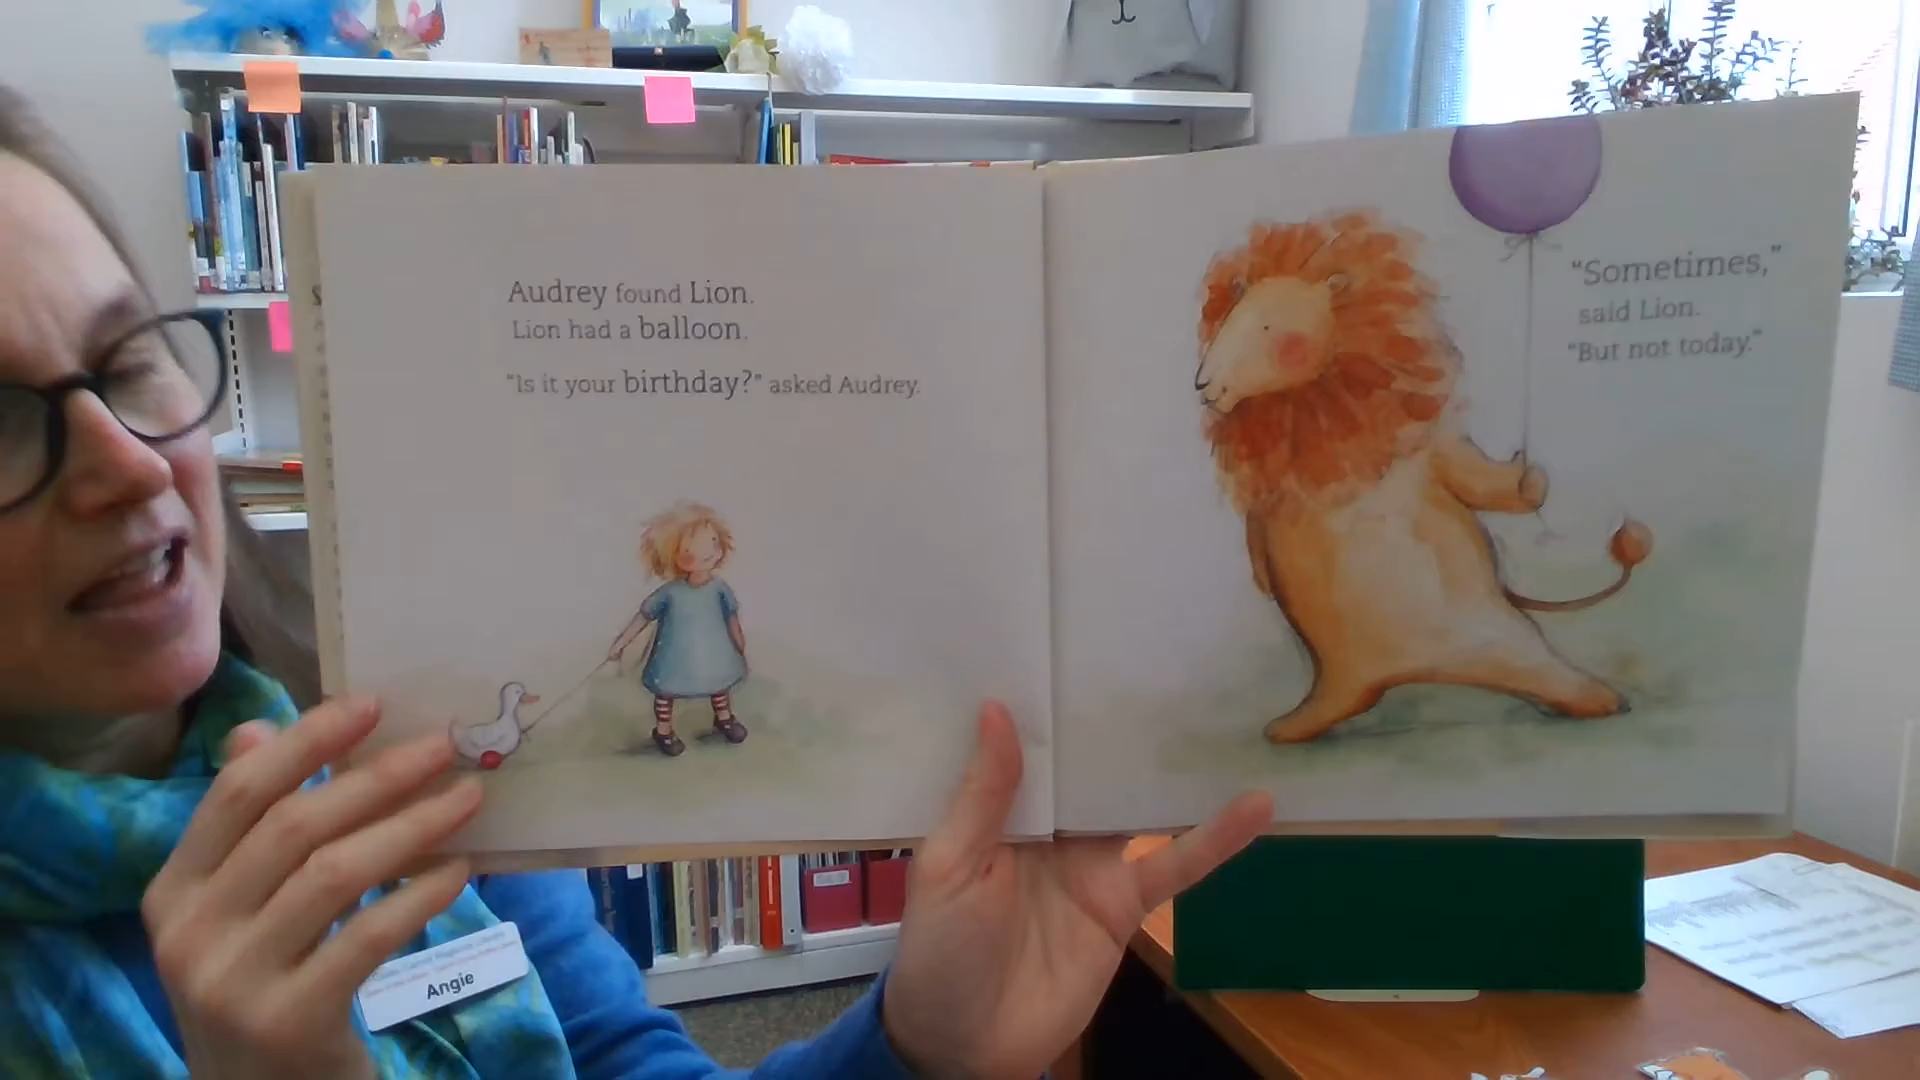 Audrey found Lion.
Lion had a balloon.
"Is it your birthday?" asked Audrey.
"Sometimes,"
said Lion.
"But not today."
Angie